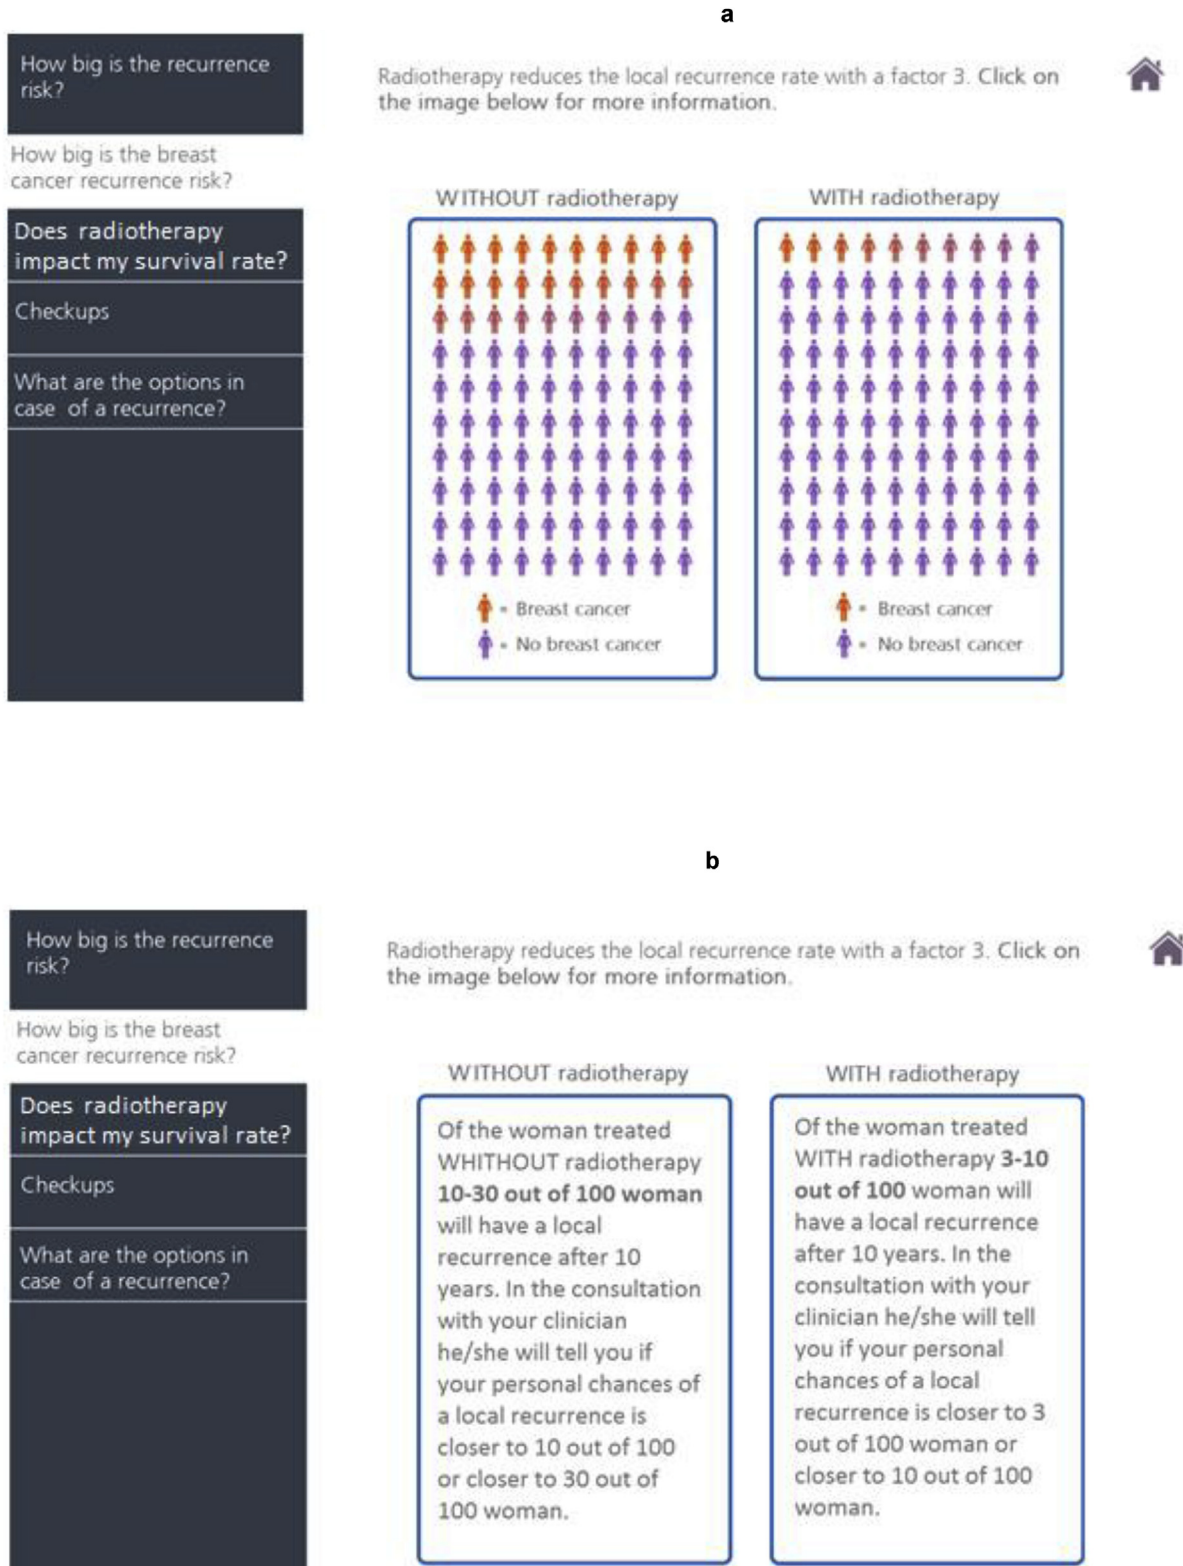 a
How big is the recurrence
risk?
How big is the breast
cancer recurrence risk?
Does radiotherapy
impact my survival rate?
Checkups
What are the options in
case of a recurrence?
Radiotherapy reduces the local recurrence rate with a factor 3. Click on
the image below for more information.
WITHOUT radiotherapy
= Breast cancer
= No breast cancer
WITH radiotherapy
= Breast cancer
= No breast cancer
b
How big is the recurrence
risk?
How big is the breast
cancer recurrence risk?
Does radiotherapy
impact my survival rate?
Checkups
What are the options in
case of a recurrence?
Radiotherapy reduces the local recurrence rate with a factor 3. Click on
the image below for more information.
WITHOUT radiotherapy
Of the woman treated
WHITHOUT radiotherapy
10-30 out of 100 woman
will have a local
recurrence after 10
years. In the consultation
with your clinician
he/she will tell you if
your personal chances of
a local recurrence is
closer to 10 out of 100
or closer to 30 out of
100 woman.
WITH radiotherapy
Of the woman treated
WITH radiotherapy 3-10
out of 100 woman will
have a local recurrence
after 10 years. In the
consultation with your
clinician he/she will tell
you if your personal
chances of a local
recurrence is closer to 3
out of 100 woman or
closer to 10 out of 100
woman.